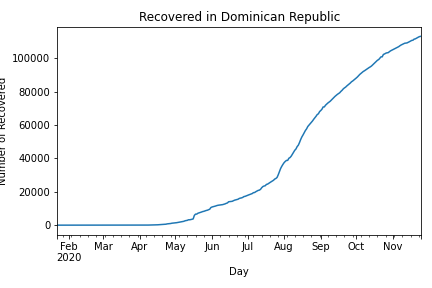 Recovered in Dominican Republic
Number of Recovered
100000
80000
60000
40000
20000
0
Feb Mar Apr May Jun Jul Aug Sep Oct Nov
2020
Day